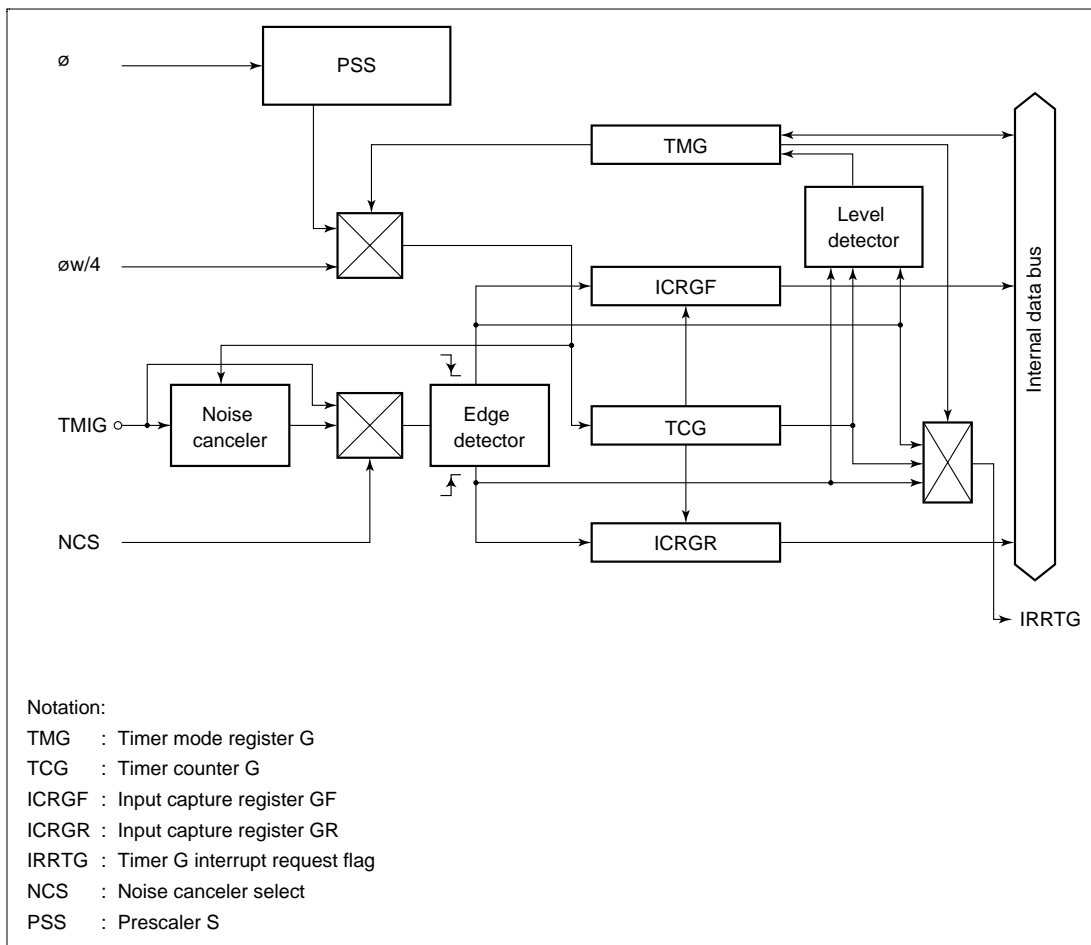 ø
PSS
TMG
Level
detector
øw/4
ICRGF
Internal data bus
TMIG
Noise
canceler
Edge
detector
TCG
NCS
ICRGR
IRRTG
Notation:
TMG : Timer mode register G
TCG : Timer counter G
ICRGF : Input capture register GF
ICRGR : Input capture register GR
IRRTG : Timer G interrupt request flag
NCS : Noise canceler select
PSS : Prescaler S